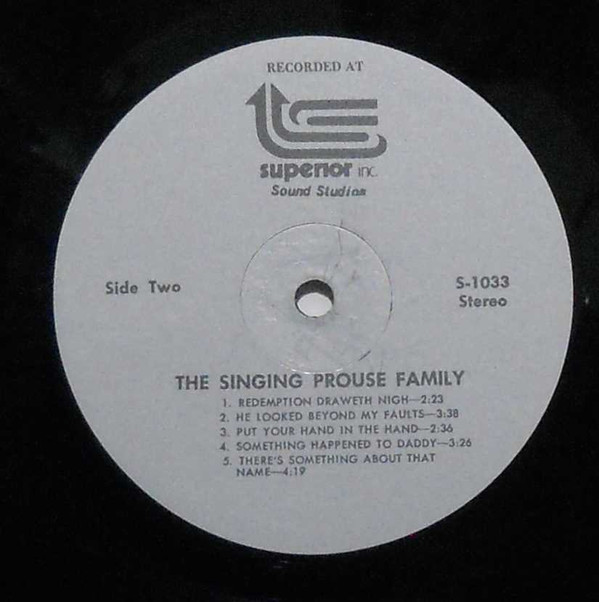 RECORDED AT
superior inc.
Sound Studios
Side Two
S-1033
Stereo
THE SINGING PROUSE FAMILY
1. REDEMPTION DRAWETH NIGH—2:23
2. HE LOOKED BEYOND MY FAULTS—3:38
3. PUT YOUR HAND IN THE HAND—2:36
4. SOMETHING HAPPENED TO DADDY—3:26
5. THERE'S SOMETHING ABOUT THAT
NAME—4:19